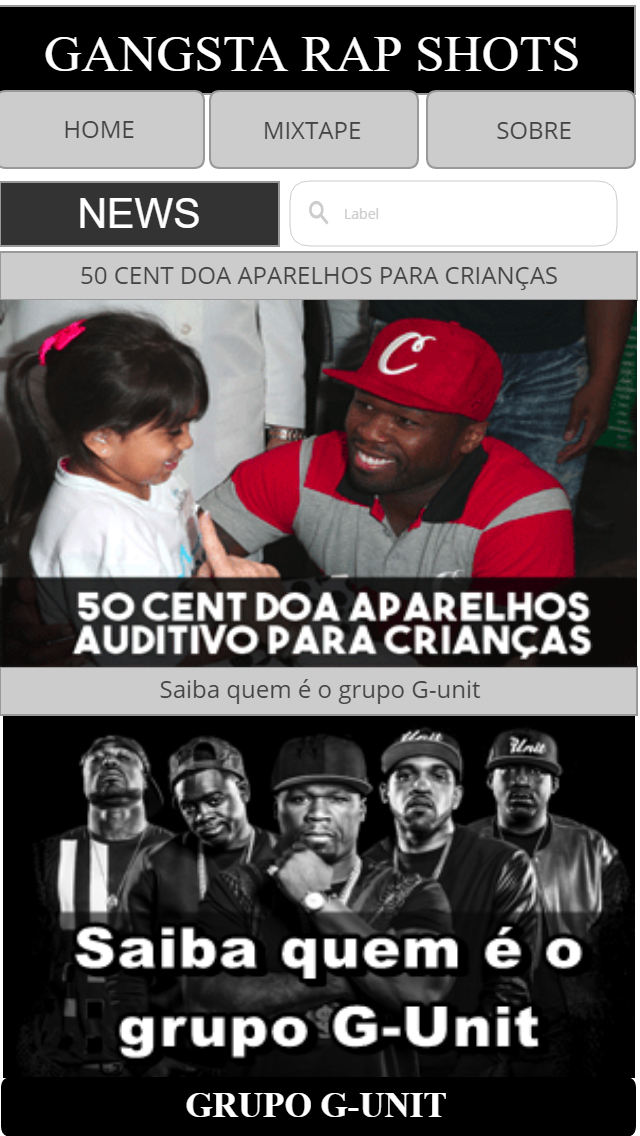 GANGSTA RAP SHOTS
HOME
MIXTAPE
SOBRE
NEWS
Label
50 CENT DOA APARELHOS PARA CRIANÇAS
C
50 CENT DOA APARELHOS
AUDITIVO PARA CRIANÇAS
Saiba quem é o grupo G-unit
Unit
Unit
Saiba quem é o
grupo G-Unit
GRUPO G-UNIT